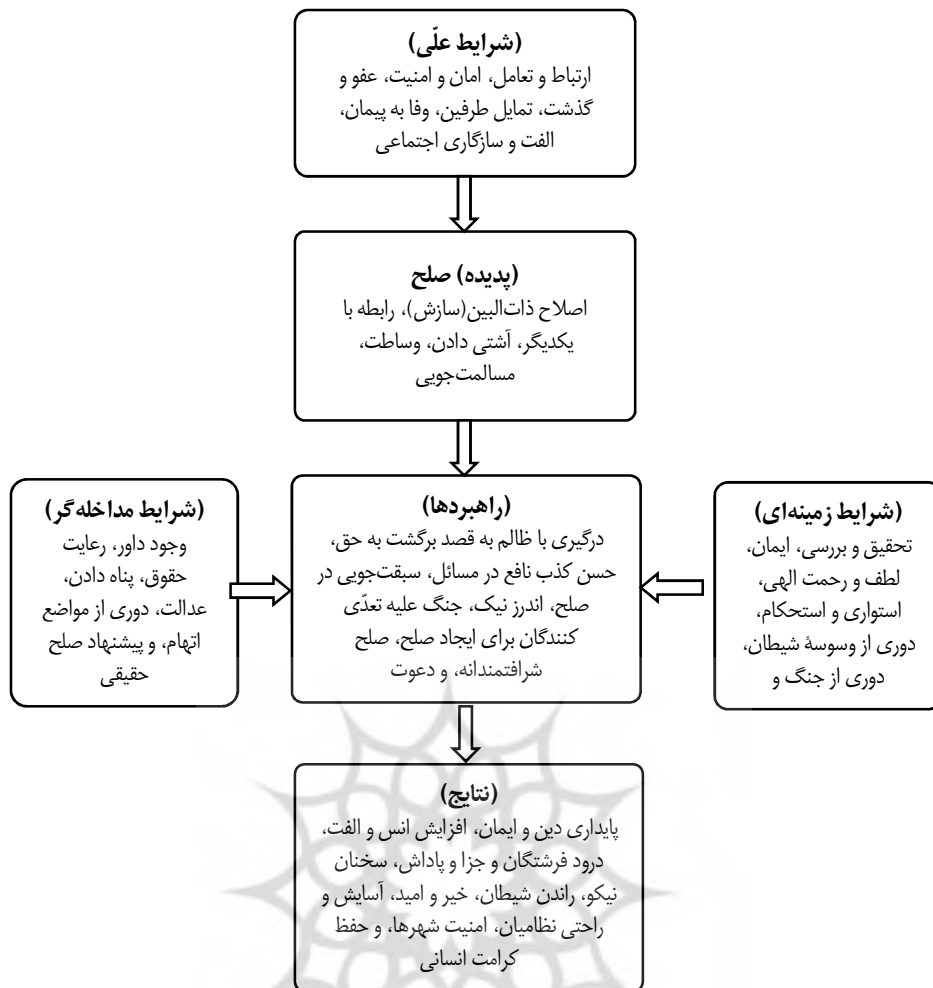 (شرایط علّی)
ارتباط و تعامل، امان و امنیت، عفو و
گذشت، تمایل طرفین، وفا به پیمان،
الفت و سازگاری اجتماعی
(پدیده) صلح
اصلاح ذات‌البین(سازش)، رابطه با
یکدیگر، آشتی دادن، وساطت،
مسالمت‌جویی
(شرایط زمینه‌ای)
تحقیق و بررسی، ایمان،
لطف و رحمت الهی،
استواری و استحکام،
دوری از وسوسۀ شیطان،
دوری از جنگ و
(راهبردها)
درگیری با ظالم به قصد برگشت به حق،
حسن کذب نافع در مسائل، سبقت‌جویی در
صلح، اندرز نیک، جنگ علیه تعدّی
کنندگان برای ایجاد صلح، صلح
شرافتمندانه، و دعوت
(شرایط مداخله‌گر)
وجود داور، رعایت
حقوق، پناه دادن،
عدالت، دوری از مواضع
اتهام، و پیشنهاد صلح
حقیقی
(نتایج)
پایداری دین و ایمان، افزایش انس و الفت،
درود فرشتگان و جزا و پاداش، سخنان
نیکو، راندن شیطان، خیر و امید، آسایش و
راحتی نظامیان، امنیت شهرها، و حفظ
کرامت انسانی